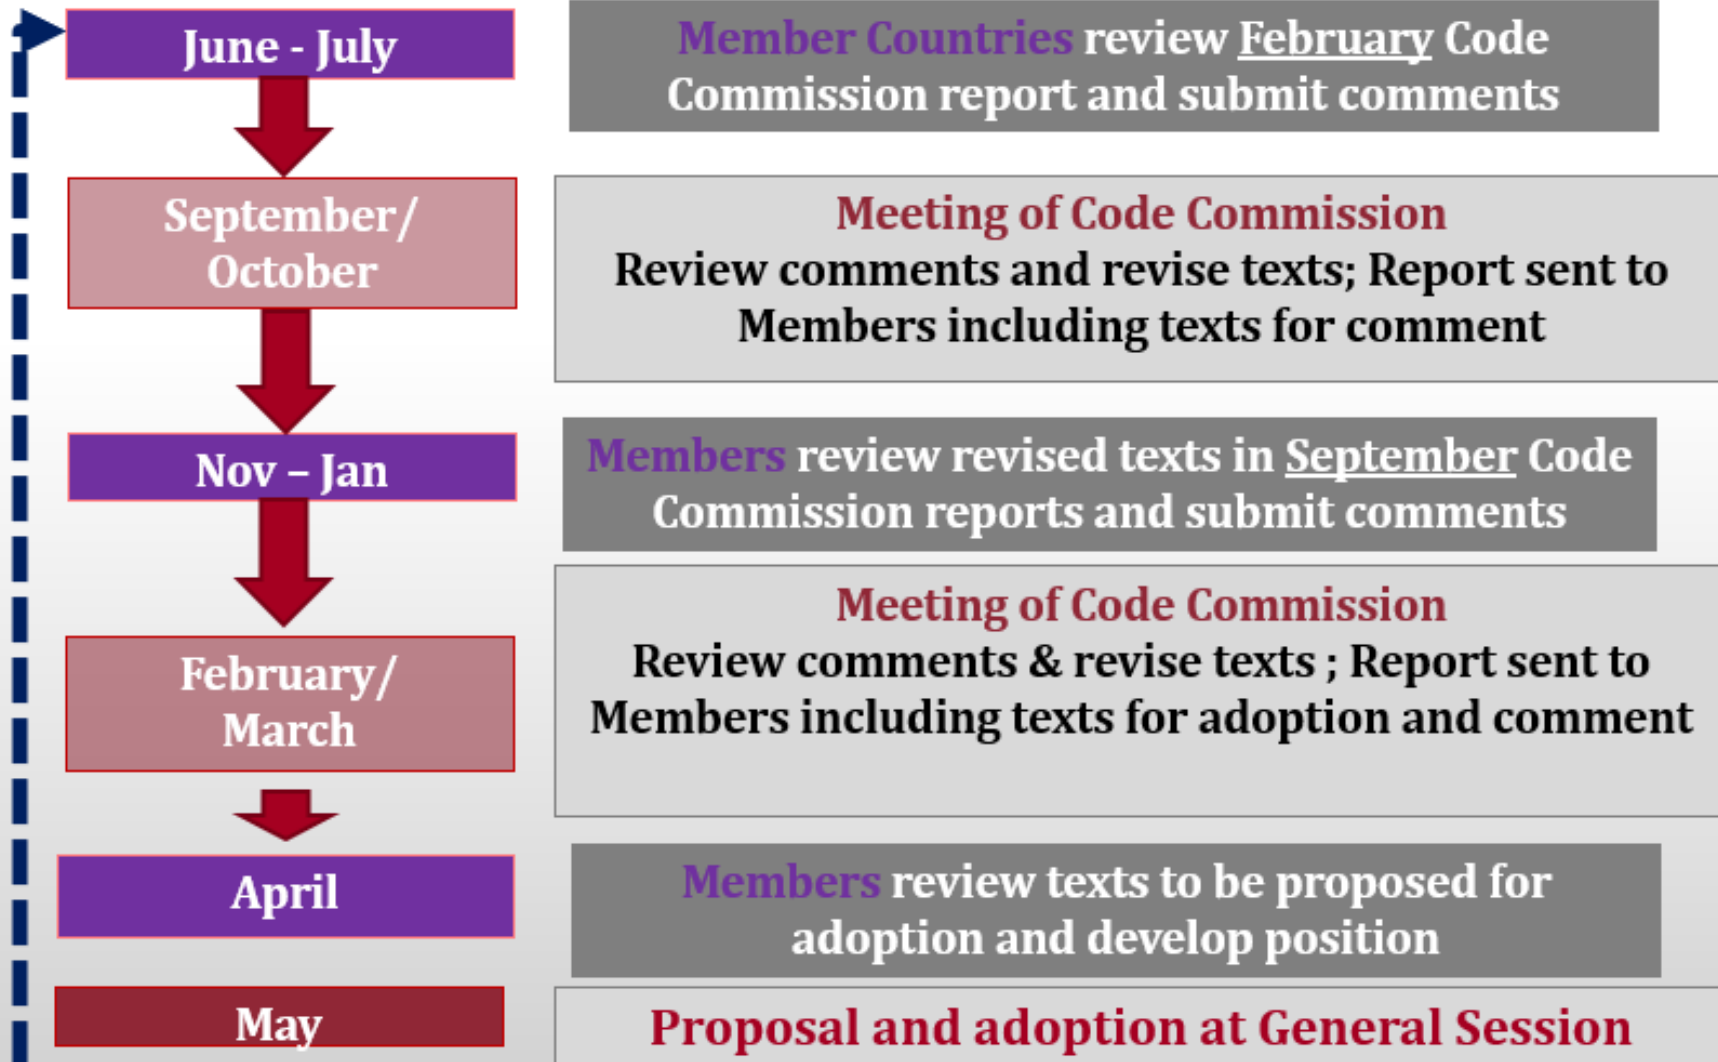 June - July
Member Countries review February Code
Commission report and submit comments
September/
October
Meeting of Code Commission
Review comments and revise texts; Report sent to
Members including texts for comment
Nov – Jan
Members review revised texts in September Code
Commission reports and submit comments
February/
March
Meeting of Code Commission
Review comments & revise texts ; Report sent to
Members including texts for adoption and comment
April
Members review texts to be proposed for
adoption and develop position
May
Proposal and adoption at General Session